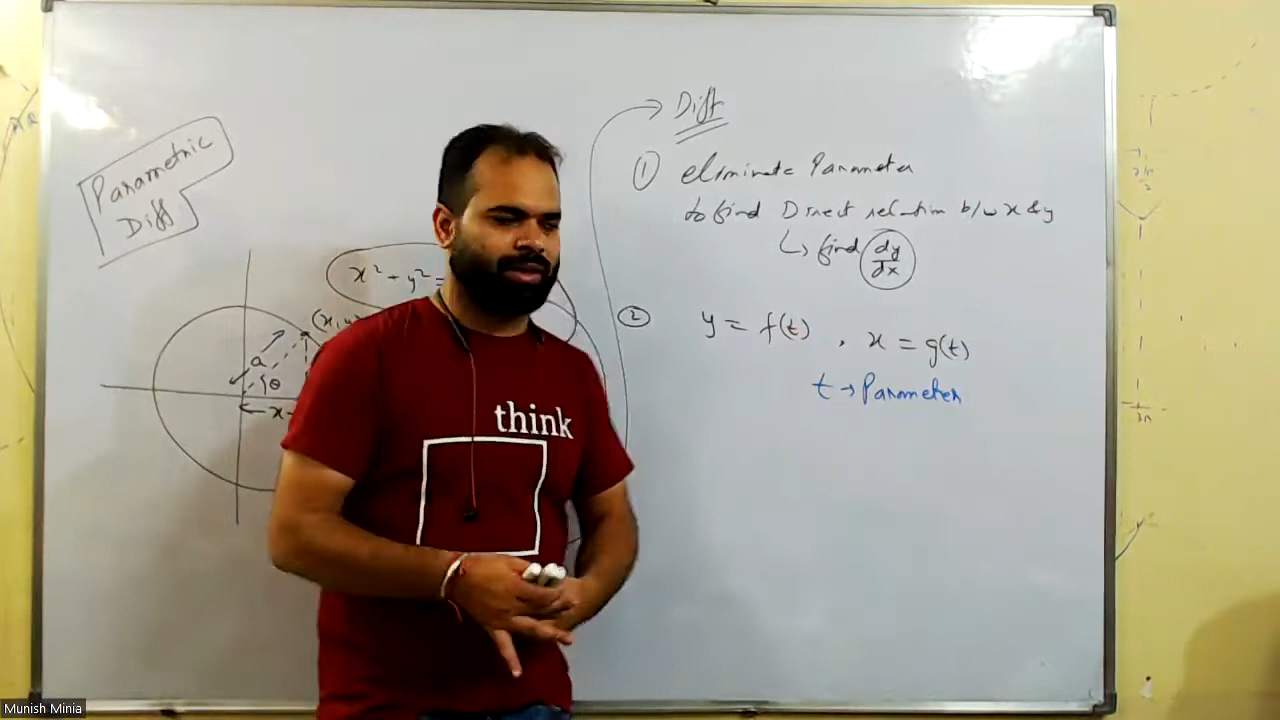 Parametric
Diff
x² + y² =
(x, y
a
θ
x
Diff
① eliminate Parameter
to find Direct relation b/w x & y
↳ find dy/dx
② y = f(t) , x = g(t)
t → Parameter
think
Munish Minia